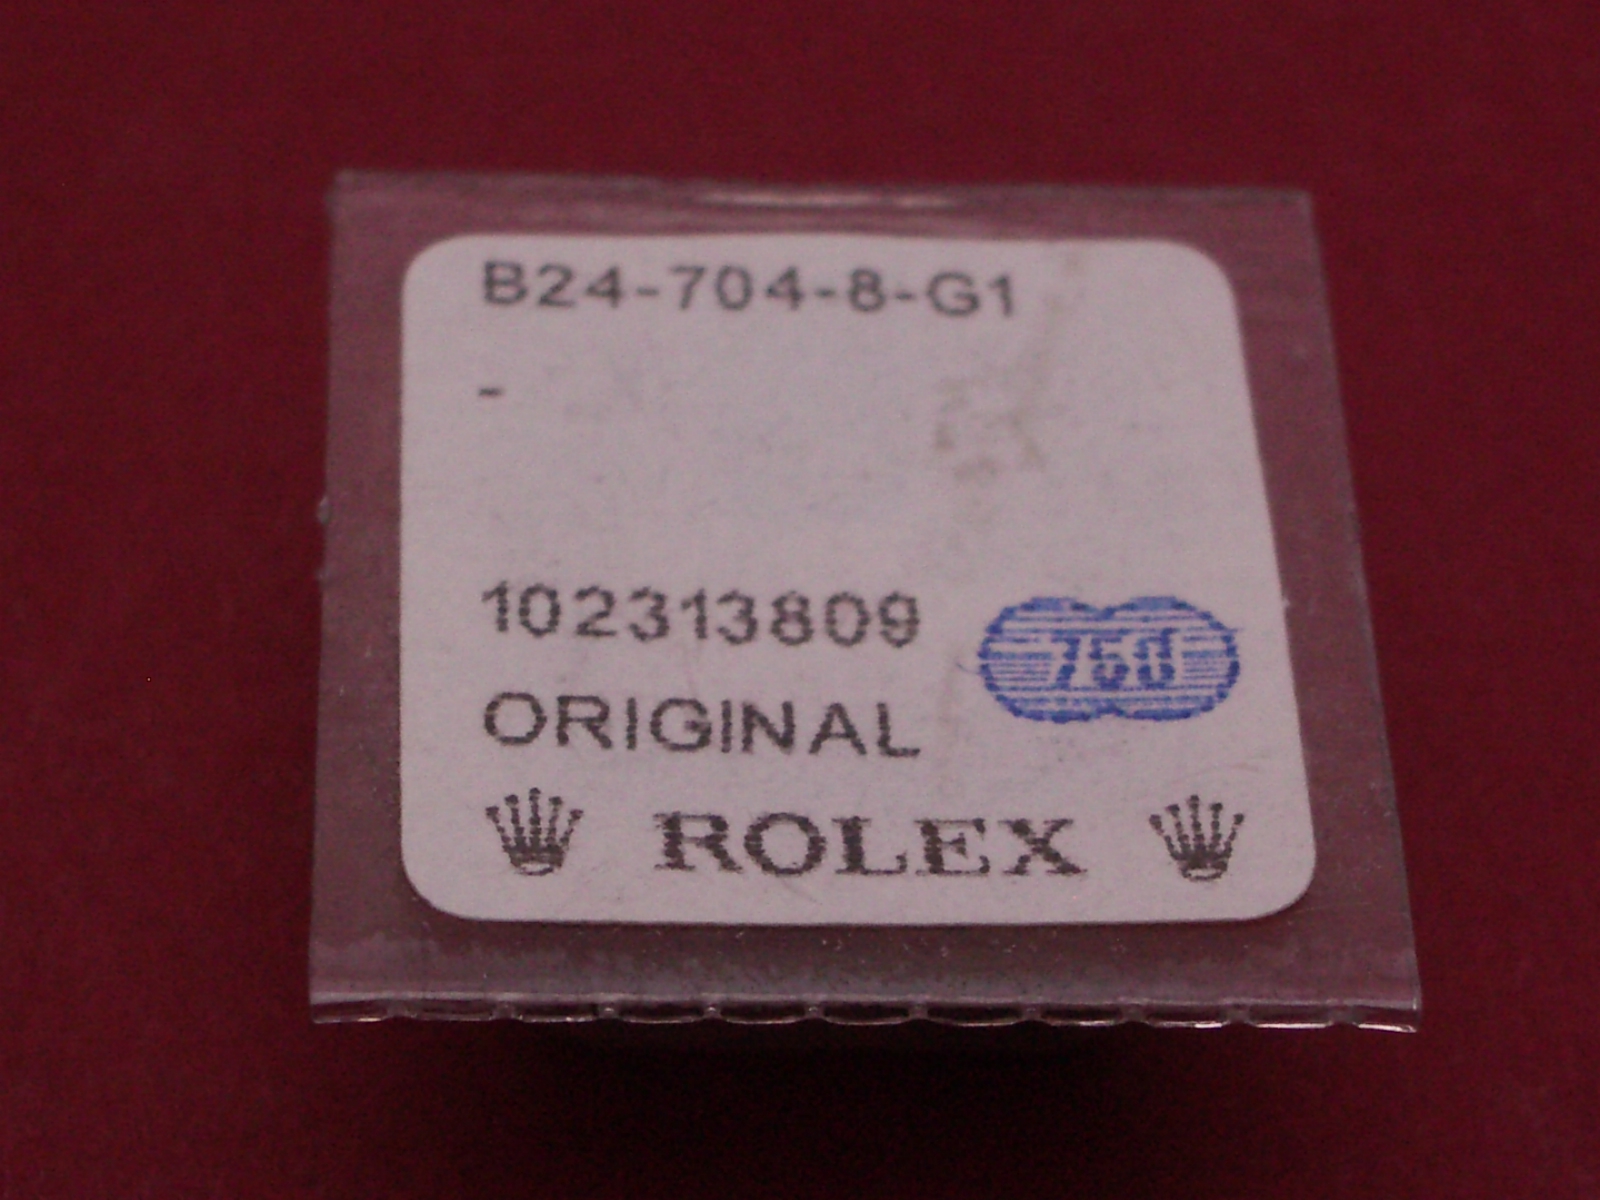 B24-704-8-G1
-
102313809
750
ORIGINAL
ROLEX